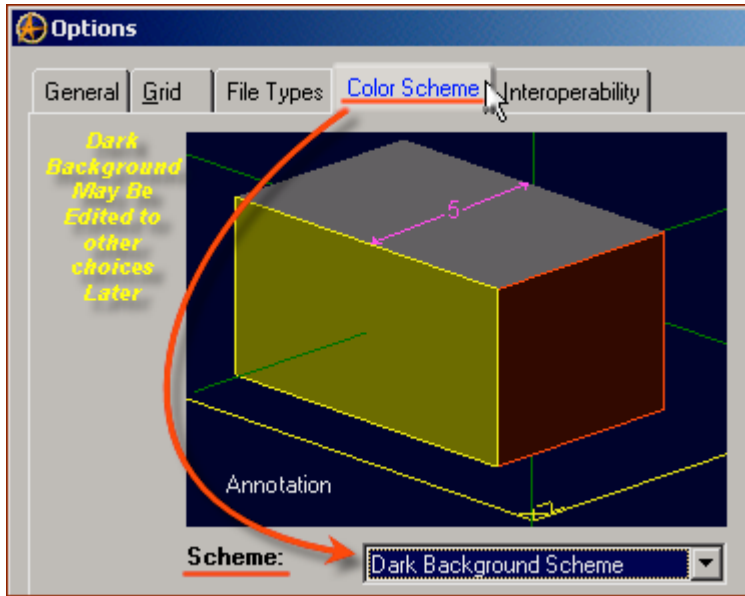 Options
General Grid File Types Color Scheme Interoperability
Dark
Background
May Be
Edited to
other
choices
Later
5
Annotation
Scheme: Dark Background Scheme